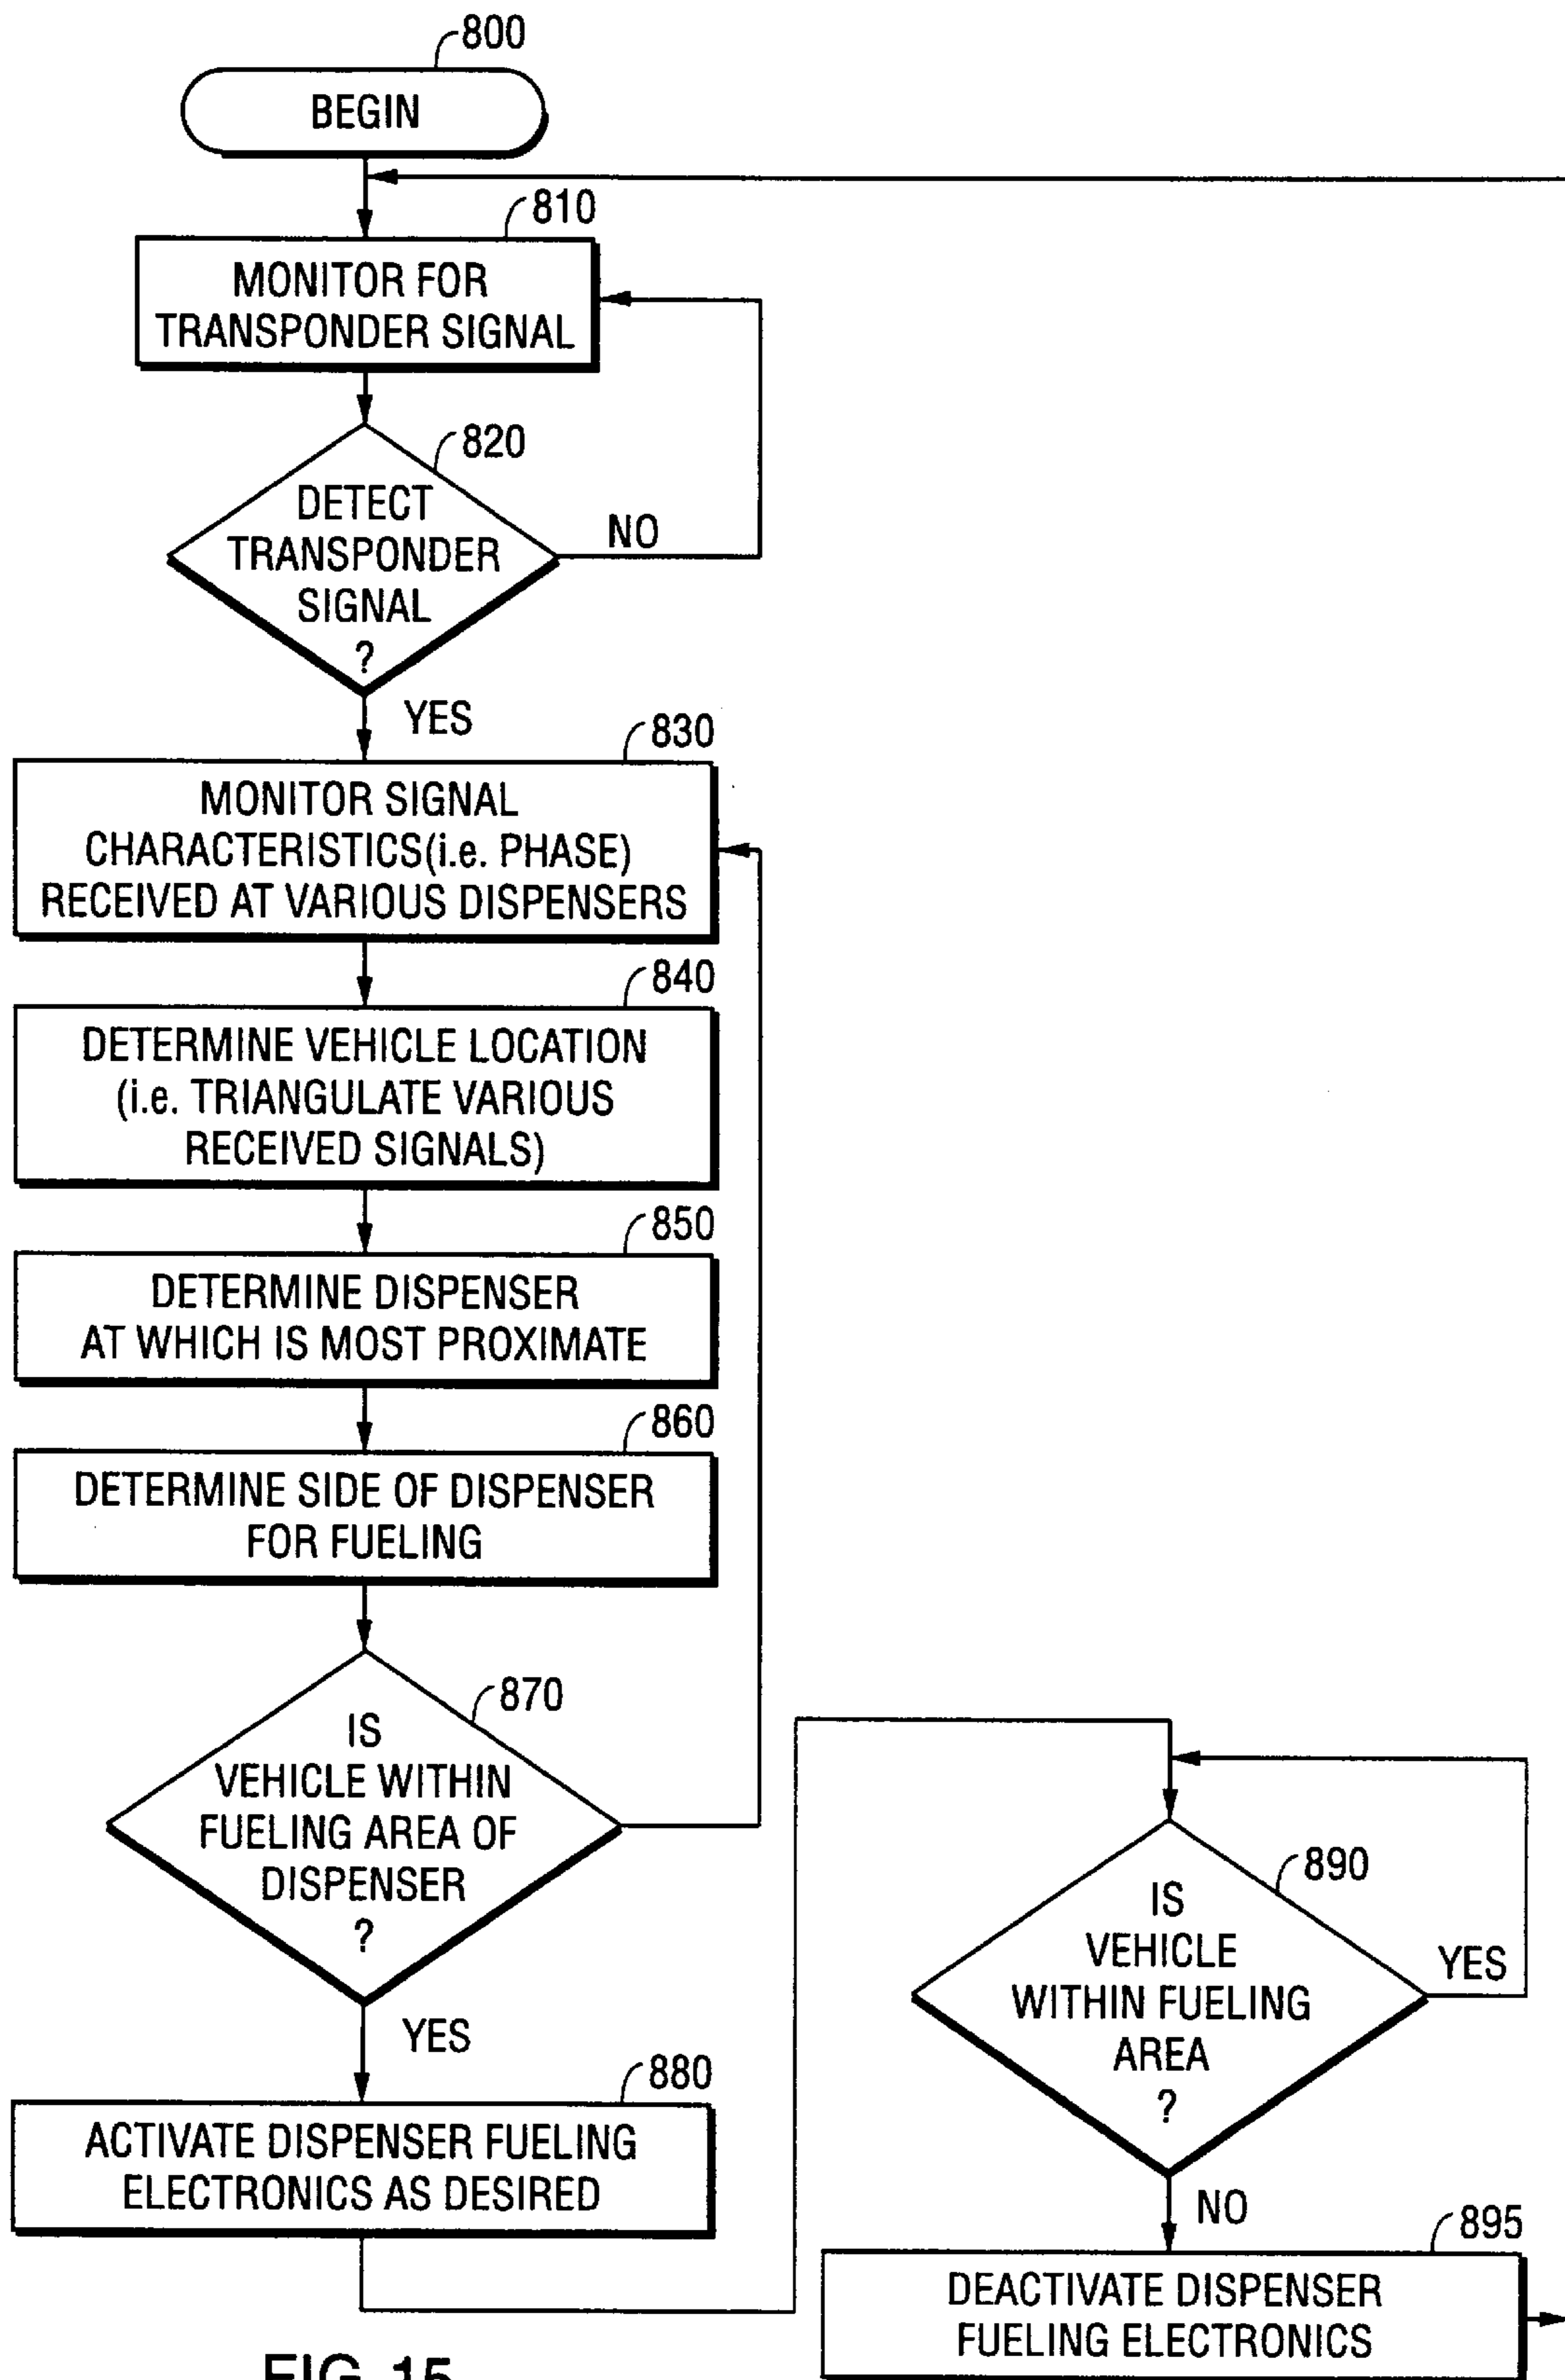 800
BEGIN
810
MONITOR FOR
TRANSPONDER SIGNAL
820
DETECT
TRANSPONDER
SIGNAL
?
NO
YES
830
MONITOR SIGNAL
CHARACTERISTICS(i.e. PHASE)
RECEIVED AT VARIOUS DISPENSERS
840
DETERMINE VEHICLE LOCATION
(i.e. TRIANGULATE VARIOUS
RECEIVED SIGNALS)
850
DETERMINE DISPENSER
AT WHICH IS MOST PROXIMATE
860
DETERMINE SIDE OF DISPENSER
FOR FUELING
870
IS
VEHICLE WITHIN
FUELING AREA OF
DISPENSER
?
YES
880
ACTIVATE DISPENSER FUELING
ELECTRONICS AS DESIRED
890
IS
VEHICLE
WITHIN FUELING
AREA
?
YES
NO
895
DEACTIVATE DISPENSER
FUELING ELECTRONICS
FIG. 15